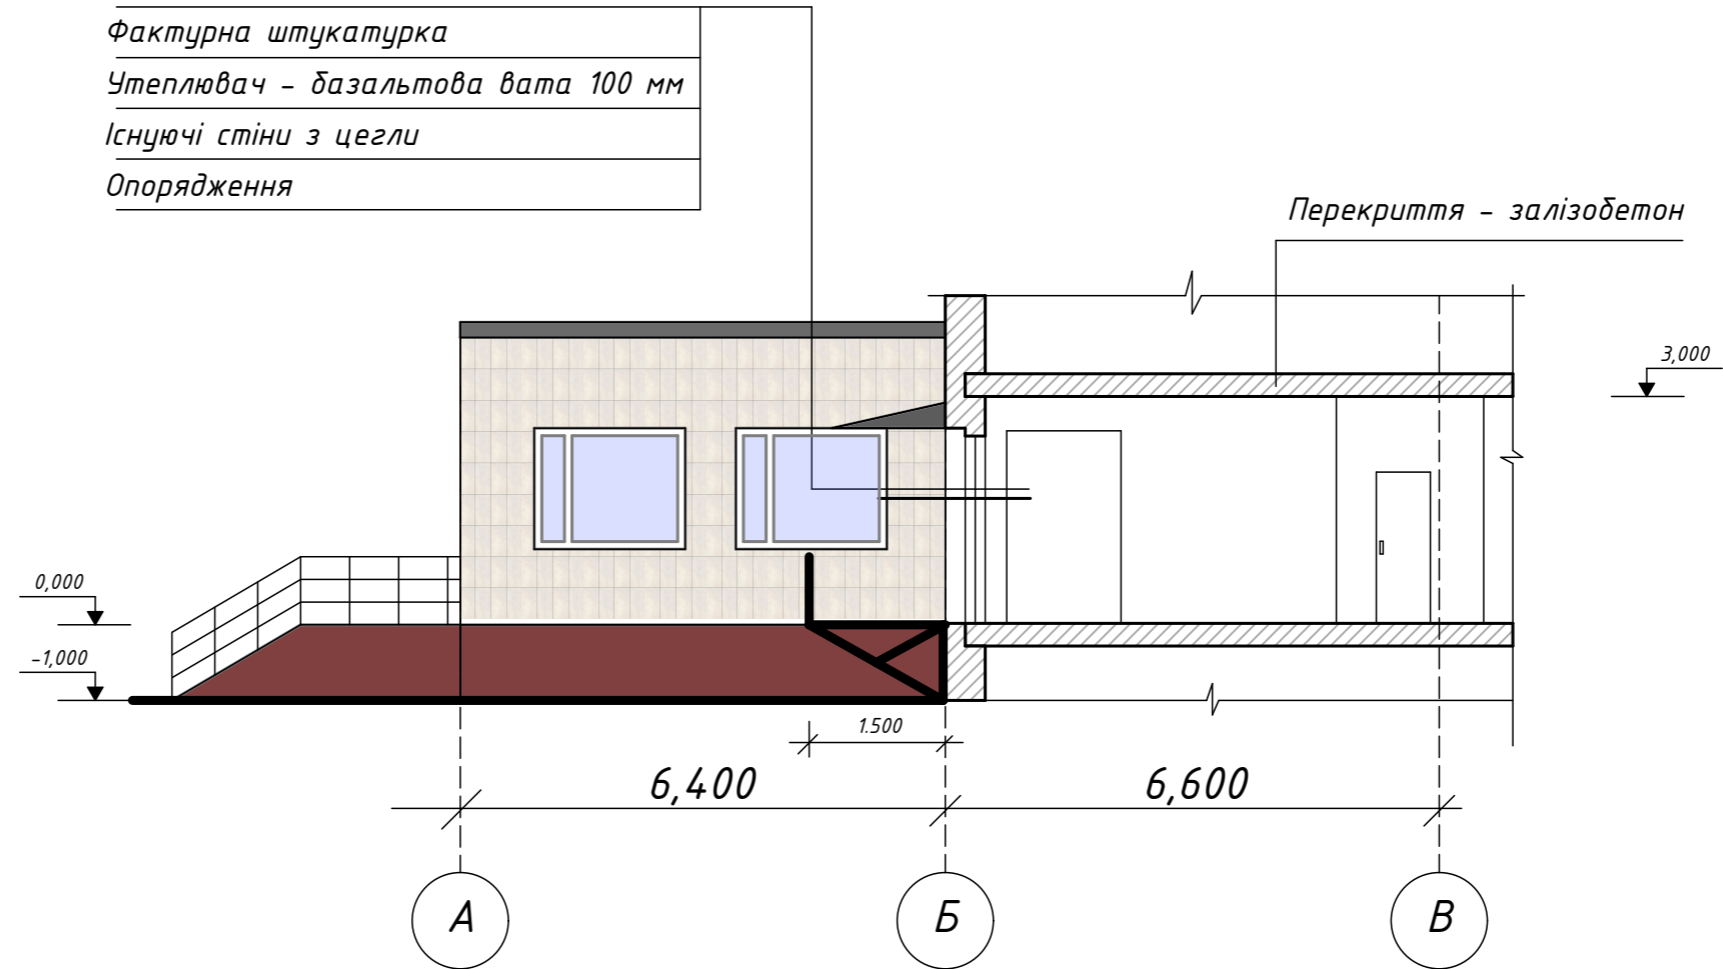 Фактурна штукатурка
Утеплювач - базальтова вата 100 мм
Існуючі стіни з цегли
Опорядження
Перекриття - залізобетон
3,000
0,000
-1,000
1.500
6,400
6,600
А
Б
В